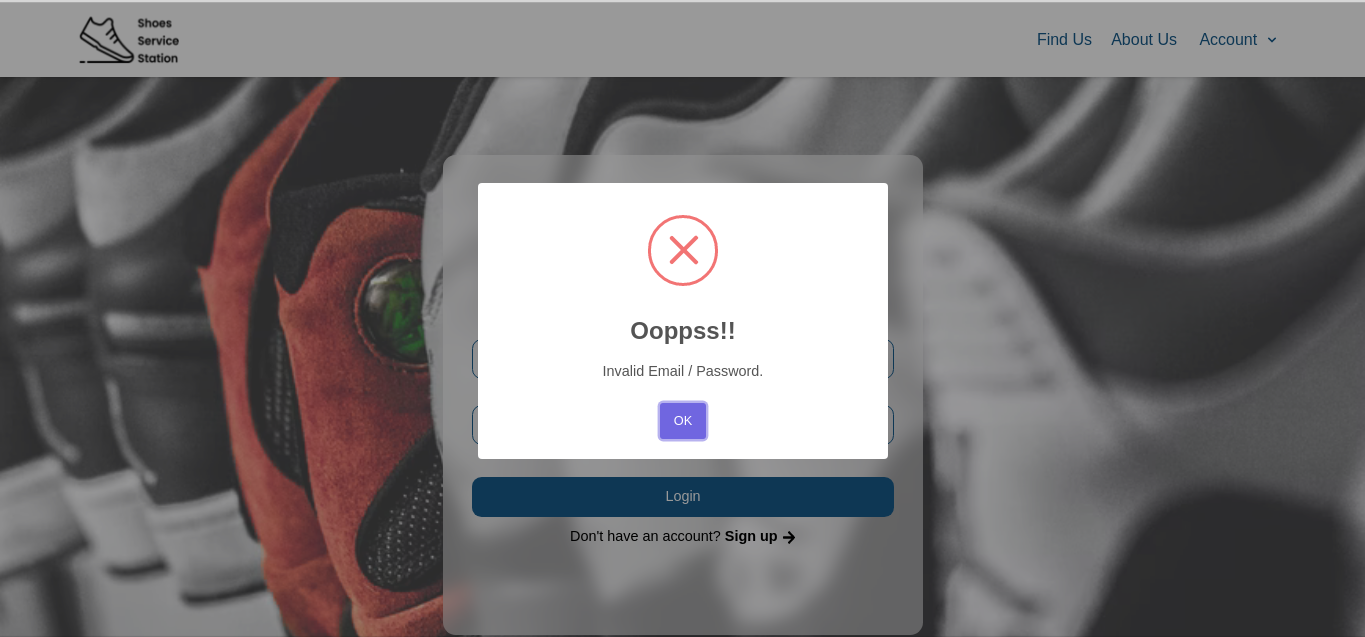 Shoes
Service
Station
Find Us
About Us
Account
Ooppss!!
Invalid Email / Password.
OK
Login
Don't have an account? Sign up